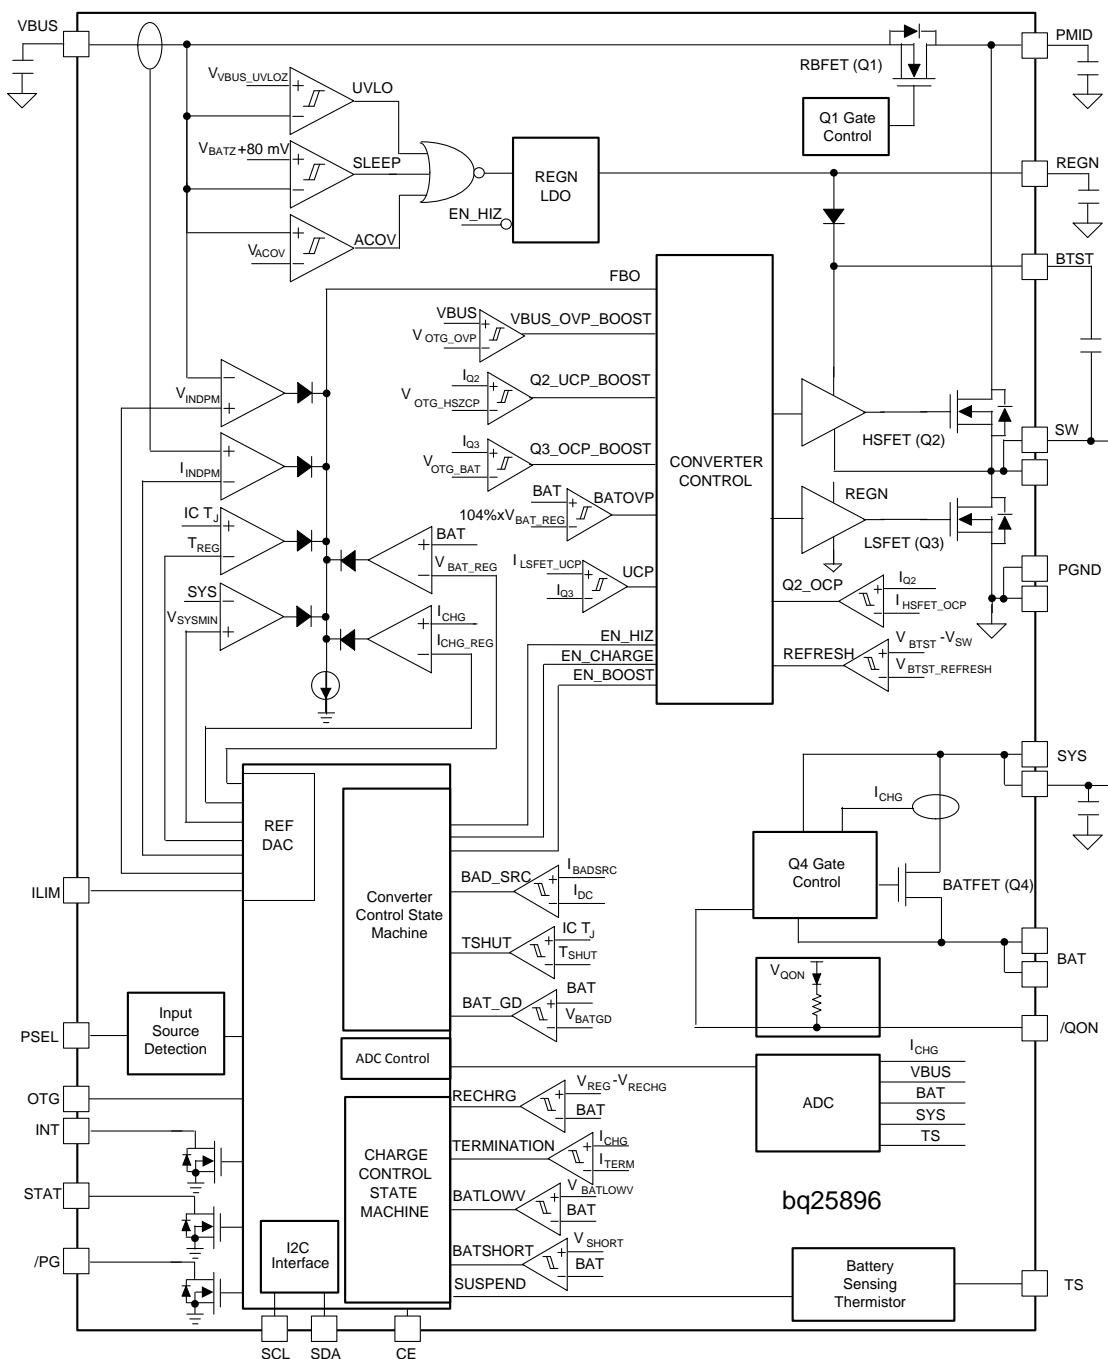 VBUS
PMID
RBFET (Q1)
VVBUS_UVLOZ
UVLO
Q1 Gate
Control
VBATZ +80 mV
SLEEP
REGN
LDO
REGN
EN_HIZ
VACOV
ACOV
BTST
FBO
VBUS
VOTG_OVP
VBUS_OVP_BOOST
IQ2
VOTG_HSZCP
Q2_UCP_BOOST
VINDPM
HSFET (Q2)
SW
IQ3
VOTG_BAT
Q3_OCP_BOOST
CONVERTER
CONTROL
IINDPM
BAT
BATOVP
104%xVBAT_REG
REGN
LSFET (Q3)
IC TJ
TREG
BAT
VBAT_REG
ILSFET_UCP
UCP
IQ3
Q2_OCP
IQ2
IHSFET_OCP
PGND
SYS
VSYSMIN
ICHG
ICHG_REG
EN_HIZ
EN_CHARGE
EN_BOOST
REFRESH
VBTST -VSW
VBTST_REFRESH
SYS
ICHG
REF
DAC
Q4 Gate
Control
BATFET (Q4)
ILIM
Converter
Control State
Machine
BAD_SRC
IBADSRC
IDC
TSHUT
IC TJ
TSHUT
BAT
VQON
BAT_GD
BAT
VBATGD
PSEL
Input
Source
Detection
/QON
ADC Control
ADC
ICHG
VBUS
BAT
SYS
TS
OTG
RECHRG
VREG -VRECHG
BAT
INT
CHARGE
CONTROL
STATE
MACHINE
TERMINATION
ICHG
ITERM
STAT
BATLOWV
VBATLOWV
BAT
bq25896
/PG
I2C
Interface
BATSHORT
VSHORT
BAT
SUSPEND
Battery
Sensing
Thermistor
TS
SCL
SDA
CE